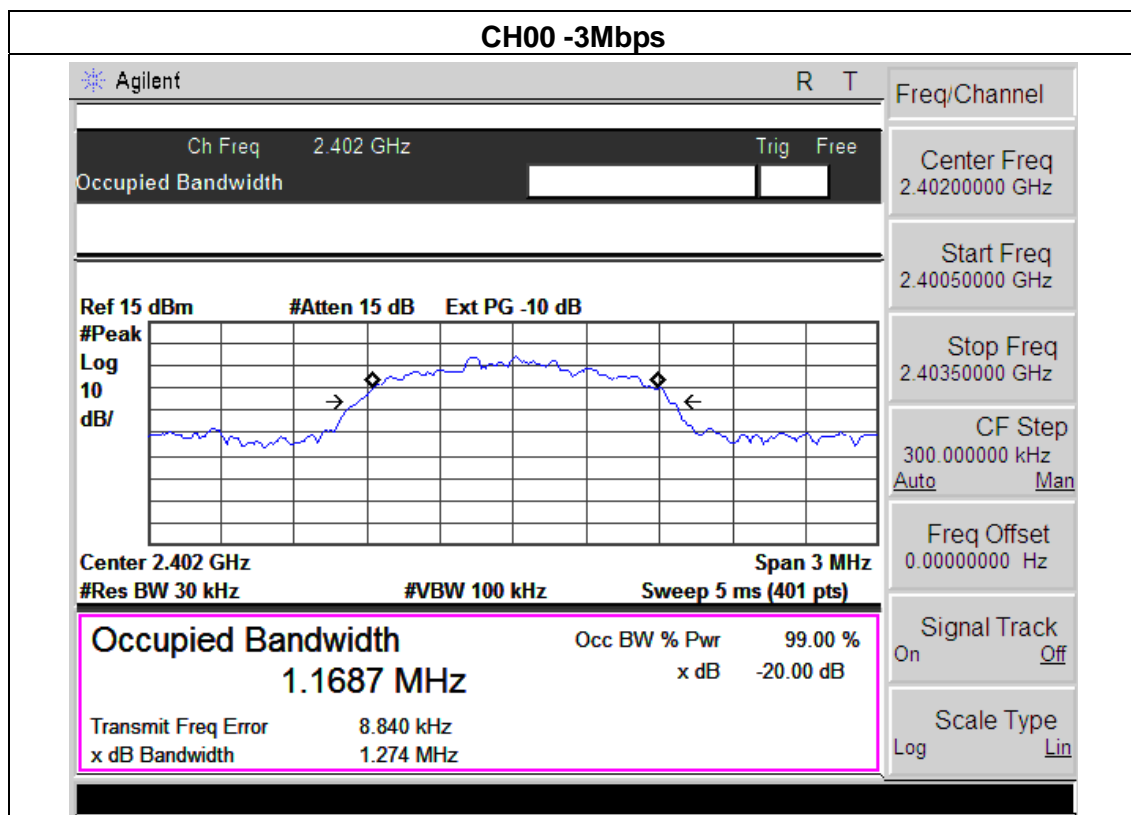 CH00 -3Mbps
Agilent R T
Ch Freq 2.402 GHz Trig Free
Occupied Bandwidth
Ref 15 dBm #Atten 15 dB Ext PG -10 dB
#Peak
Log
10
dB/
Center 2.402 GHz Span 3 MHz
#Res BW 30 kHz #VBW 100 kHz Sweep 5 ms (401 pts)
Occupied Bandwidth Occ BW % Pwr 99.00 %
1.1687 MHz x dB -20.00 dB
Transmit Freq Error 8.840 kHz
x dB Bandwidth 1.274 MHz
Freq/Channel
Center Freq
2.40200000 GHz
Start Freq
2.40050000 GHz
Stop Freq
2.40350000 GHz
CF Step
300.000000 kHz
Auto Man
Freq Offset
0.00000000 Hz
Signal Track
On Off
Scale Type
Log Lin